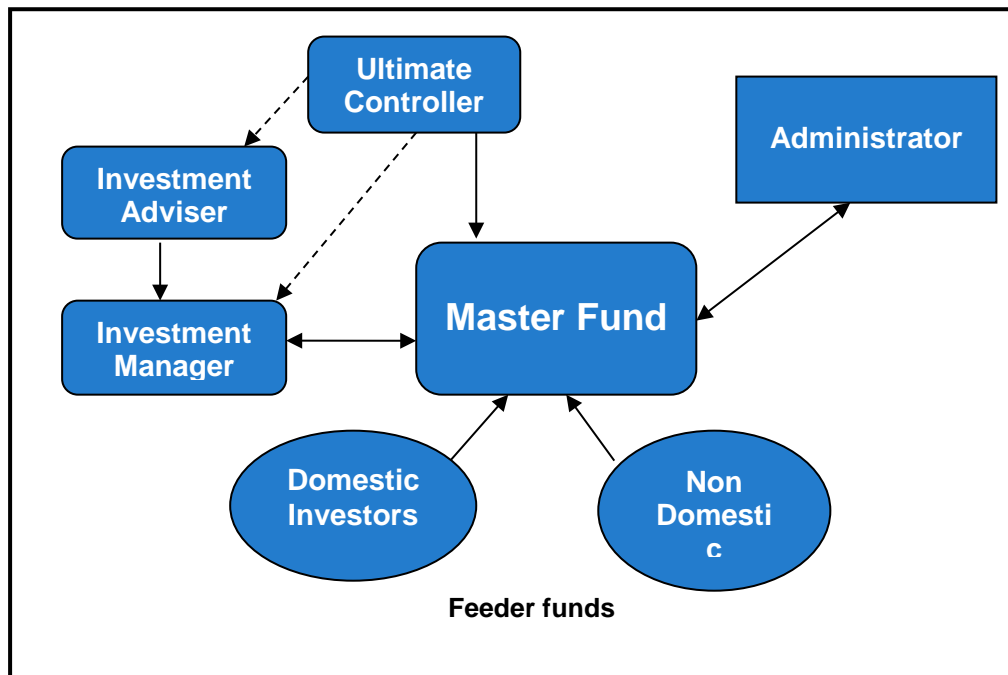 Ultimate
Controller
Administrator
Investment
Adviser
Master Fund
Investment
Manager
Domestic
Investors
Non
Domesti
c
Feeder funds